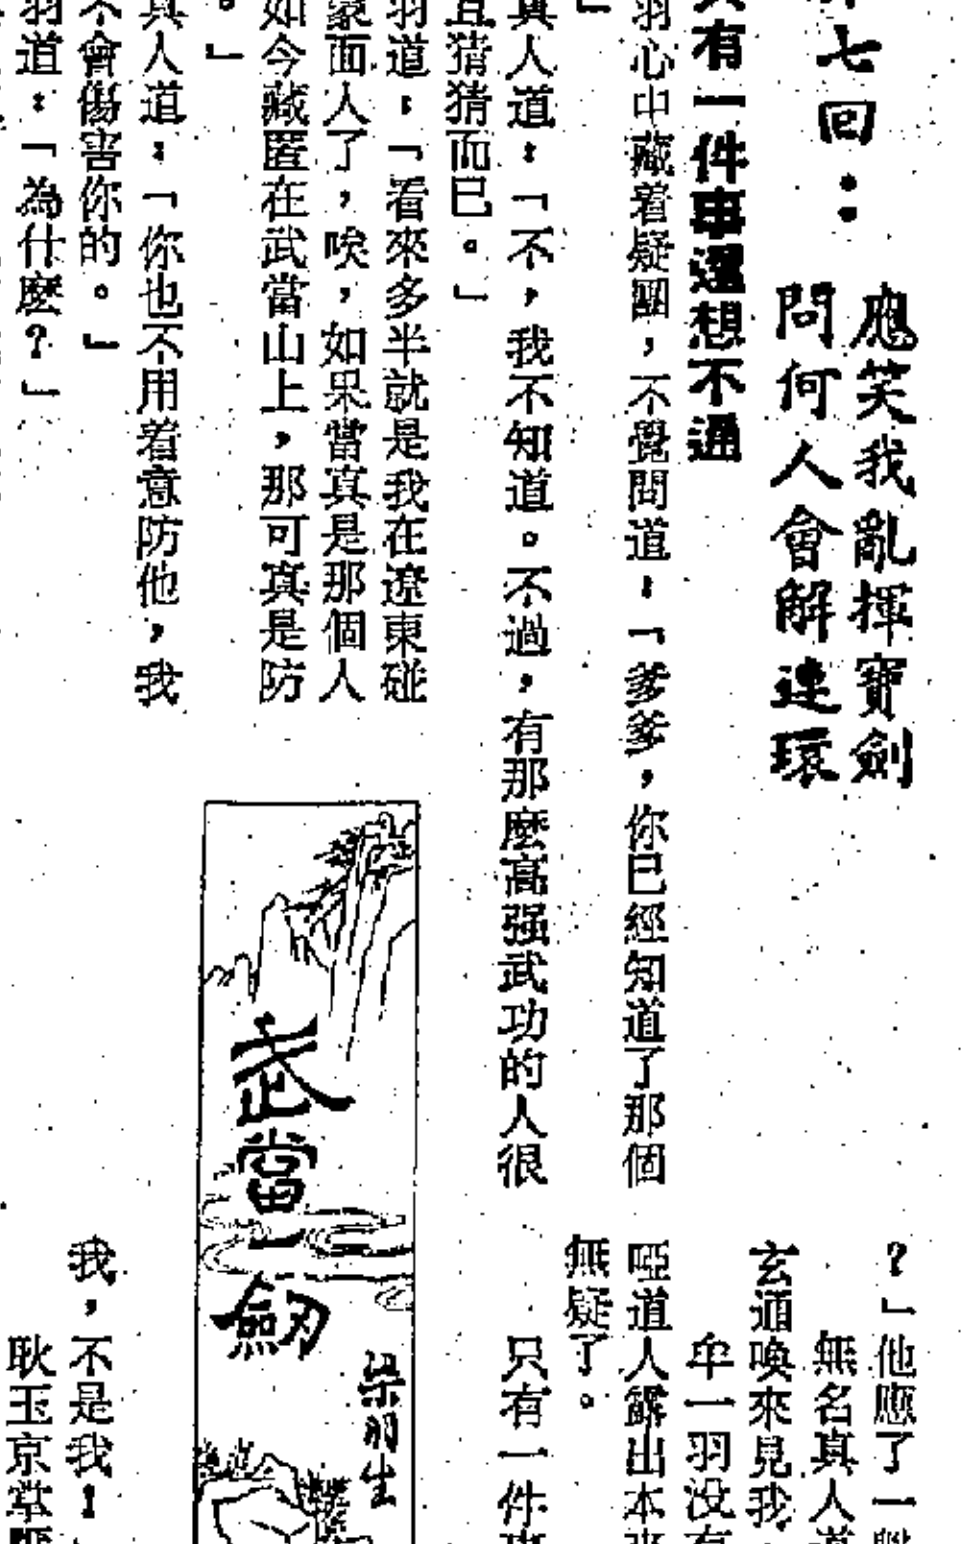 七回：
應笑我亂揮寶劍
問何人會解連環
有一件事還想不通
羽心中藏着疑團，不覺問道：「爹爹，你已經知道了那個
」
真人道：「不，我不知道。不過，有那麼高强武功的人很
且猜猜而已。」
羽道：「看來多半就是我在遼東碰
蒙面人了，唉，如果當真是那個人
如今藏匿在武當山上，那可真是防
。」
真人道：「你也不用着意防他，我
不會傷害你的。」
羽道：「為什麽？」
武當一劍
梁羽生
？」他應了一聲
無名真人道
玄通喚來見我
牟一羽没有
啞道人解出本來
無疑了。
只有一件事
我，不是我！
耿玉京掌